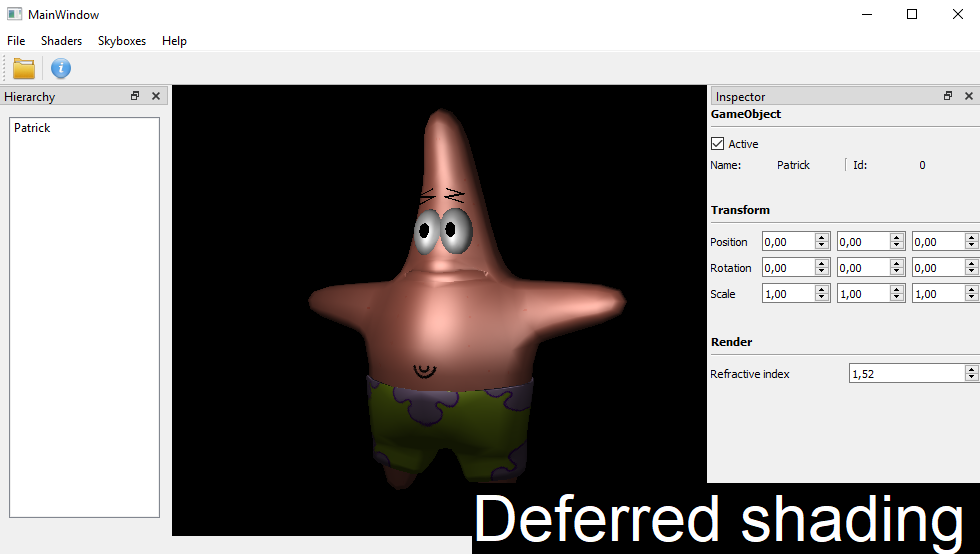 MainWindow
File Shaders Skyboxes Help
Hierarchy
Patrick
Inspector
GameObject
Active
Name: Patrick Id: 0
Transform
Position 0,00 0,00 0,00
Rotation 0,00 0,00 0,00
Scale 1,00 1,00 1,00
Render
Refractive index 1,52
Deferred shading